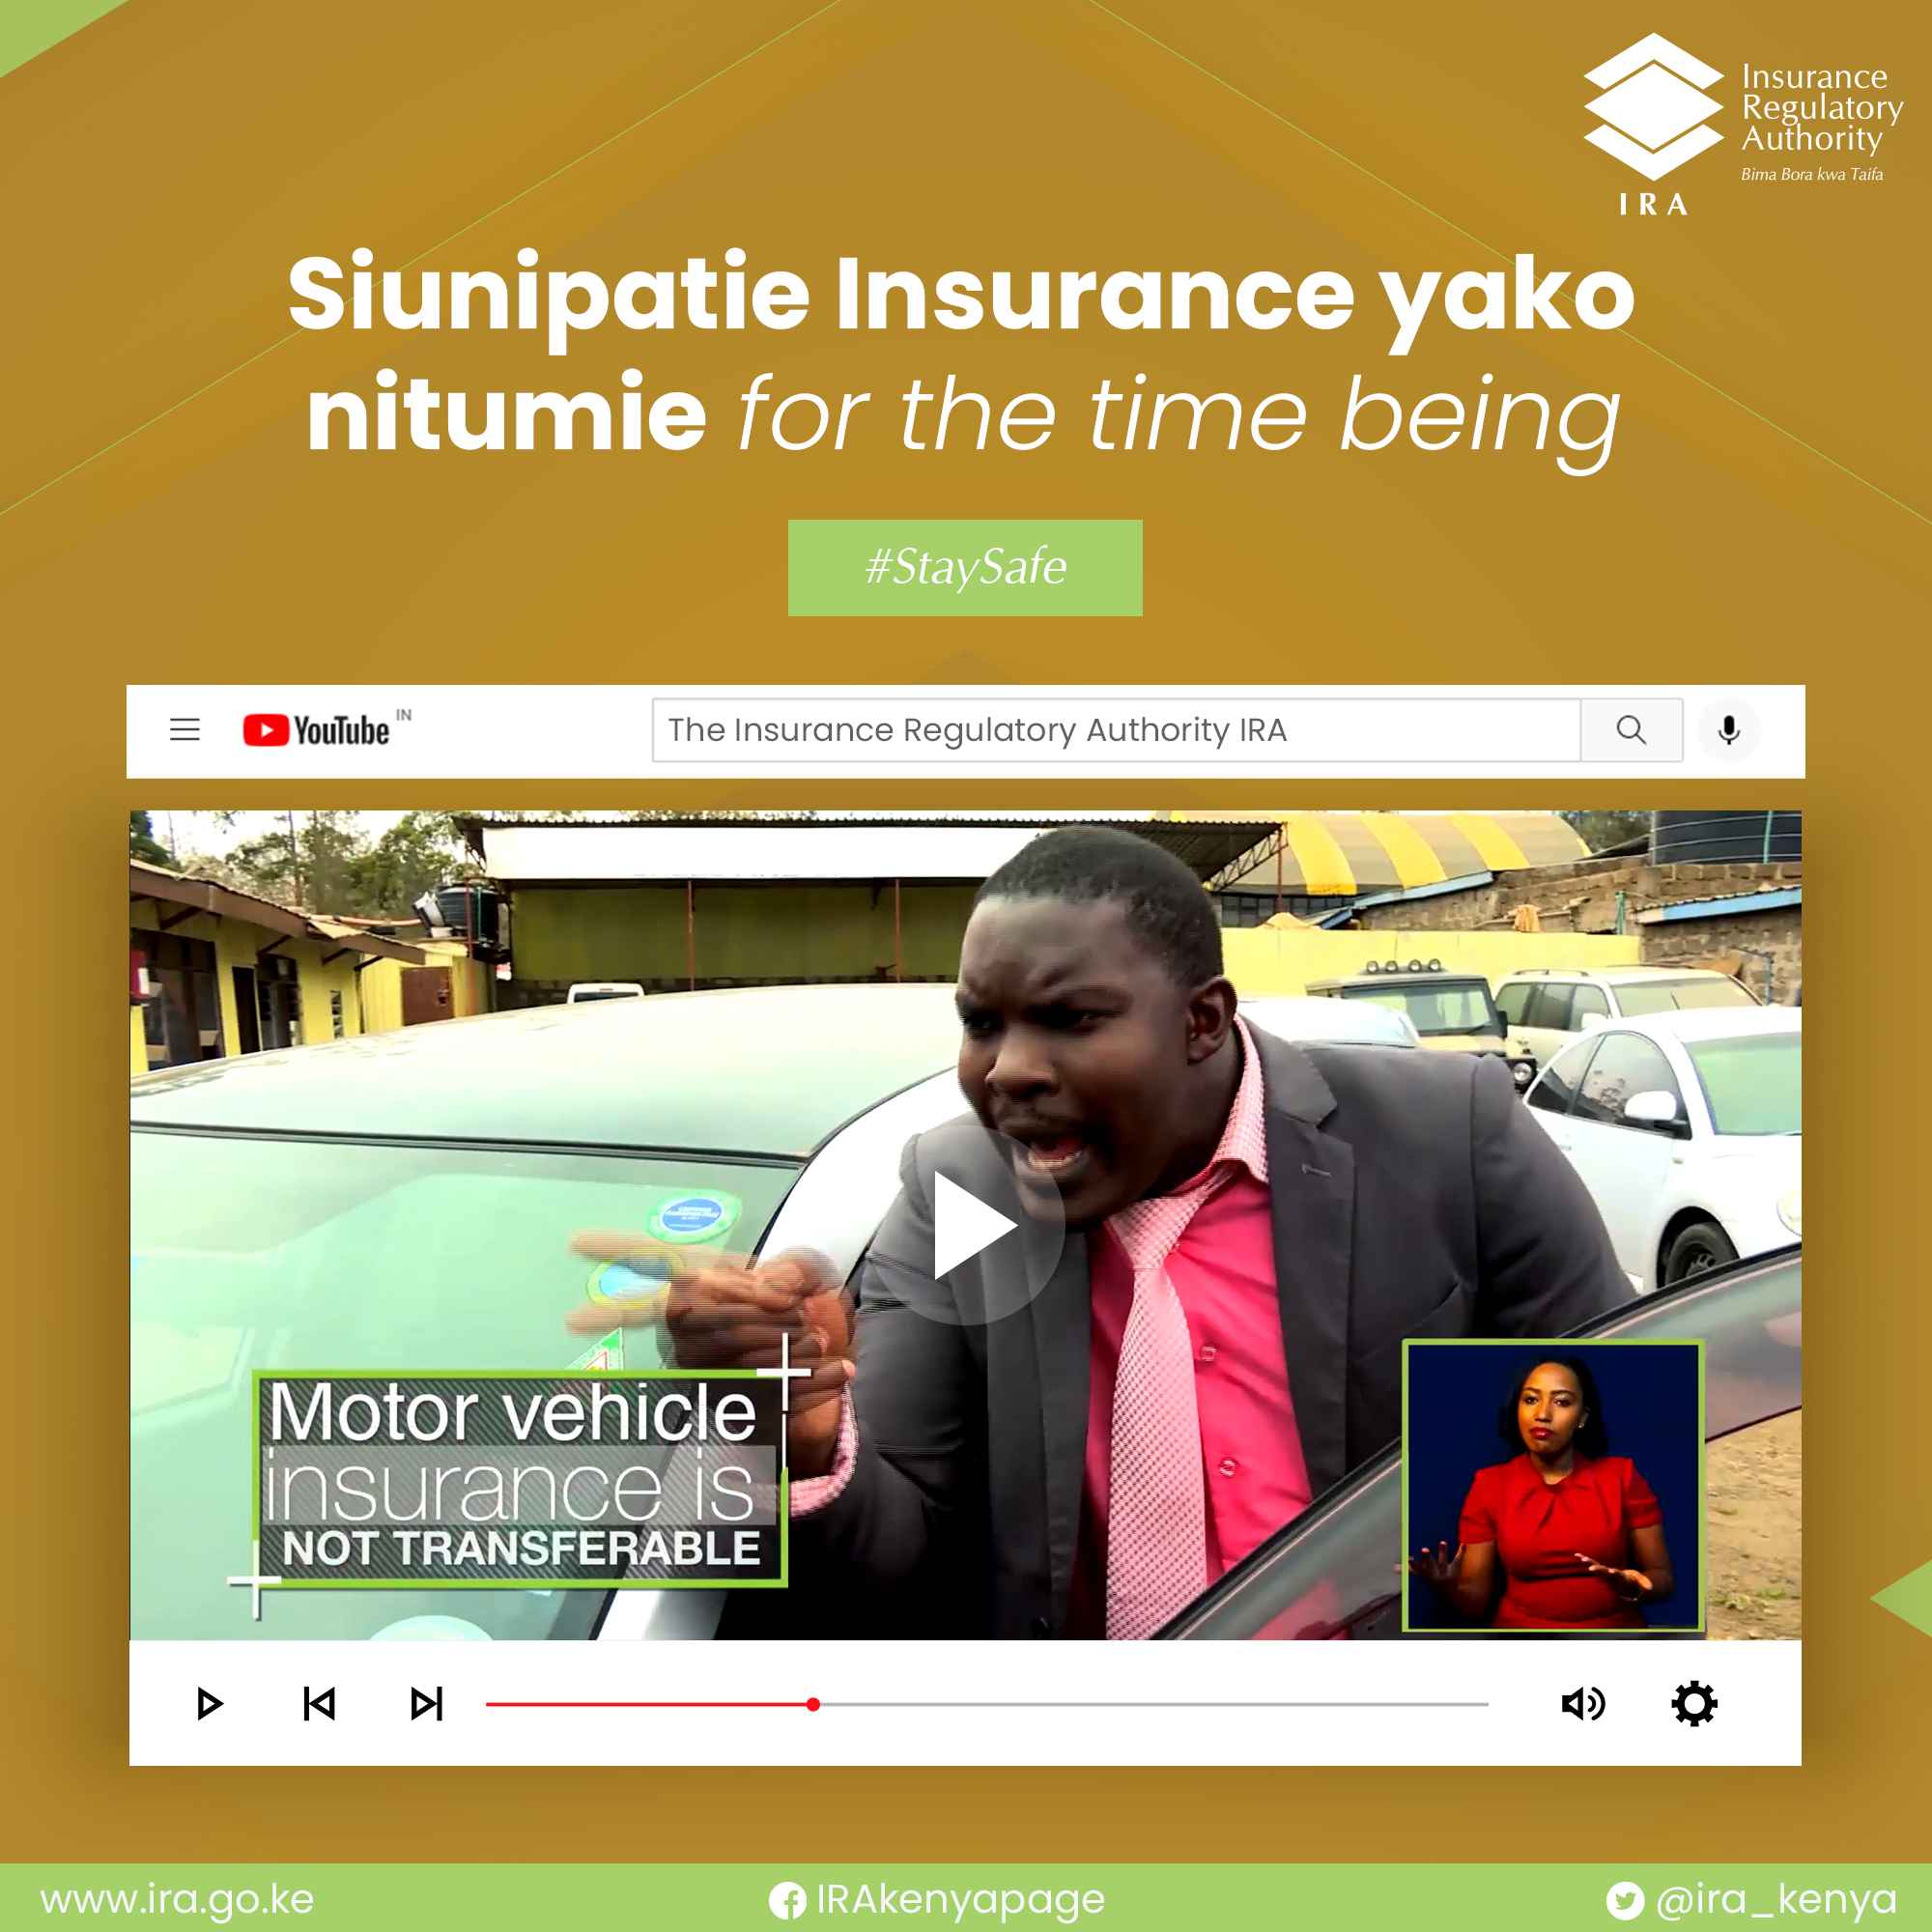 Insurance
Regulatory
Authority
Bima Bora kwa Taifa
IRA
Siunipatie Insurance yako
nitumie for the time being
#StaySafe
YouTube IN
The Insurance Regulatory Authority IRA
Motor vehicle
insurance is
NOT TRANSFERABLE
www.ira.go.ke
IRAkenyapage
@ira_kenya